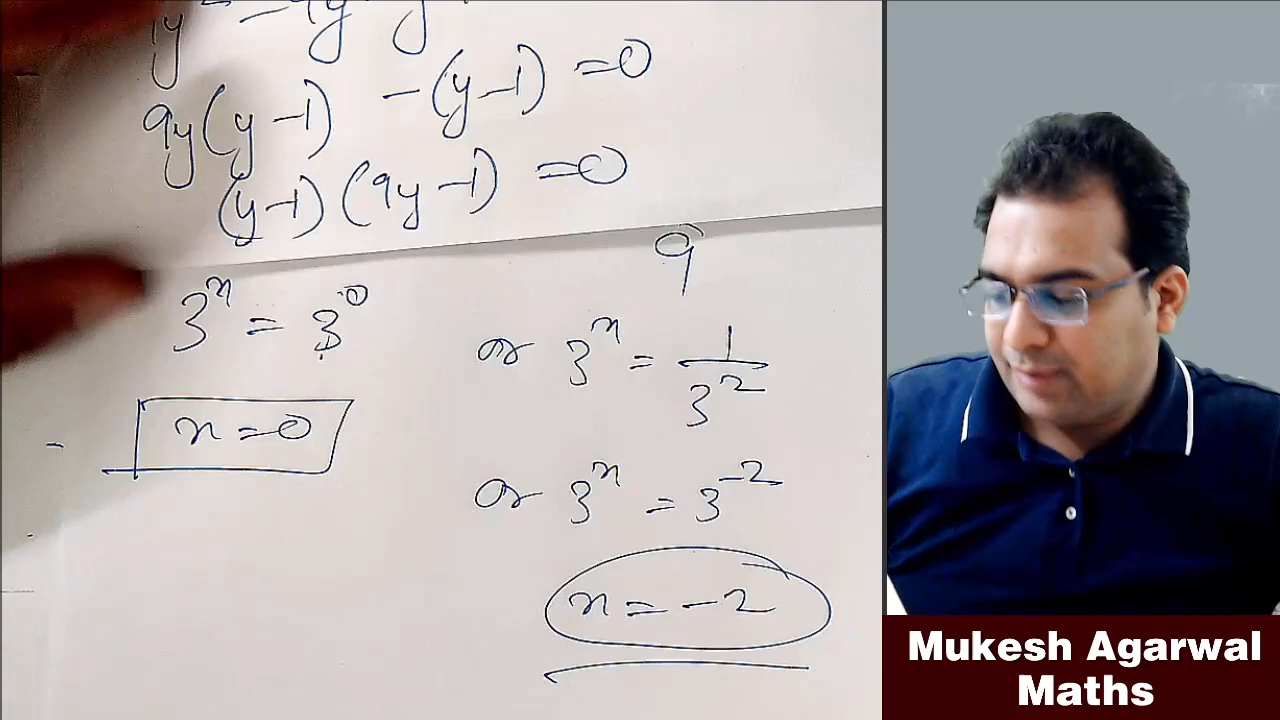 9y(y-1) -(y-1) =0
(y-1)(9y-1) =0
9
3^x = 3^0
or 3^x = 1/3^2
x=0
or 3^x = 3^-2
x = -2
Mukesh Agarwal
Maths